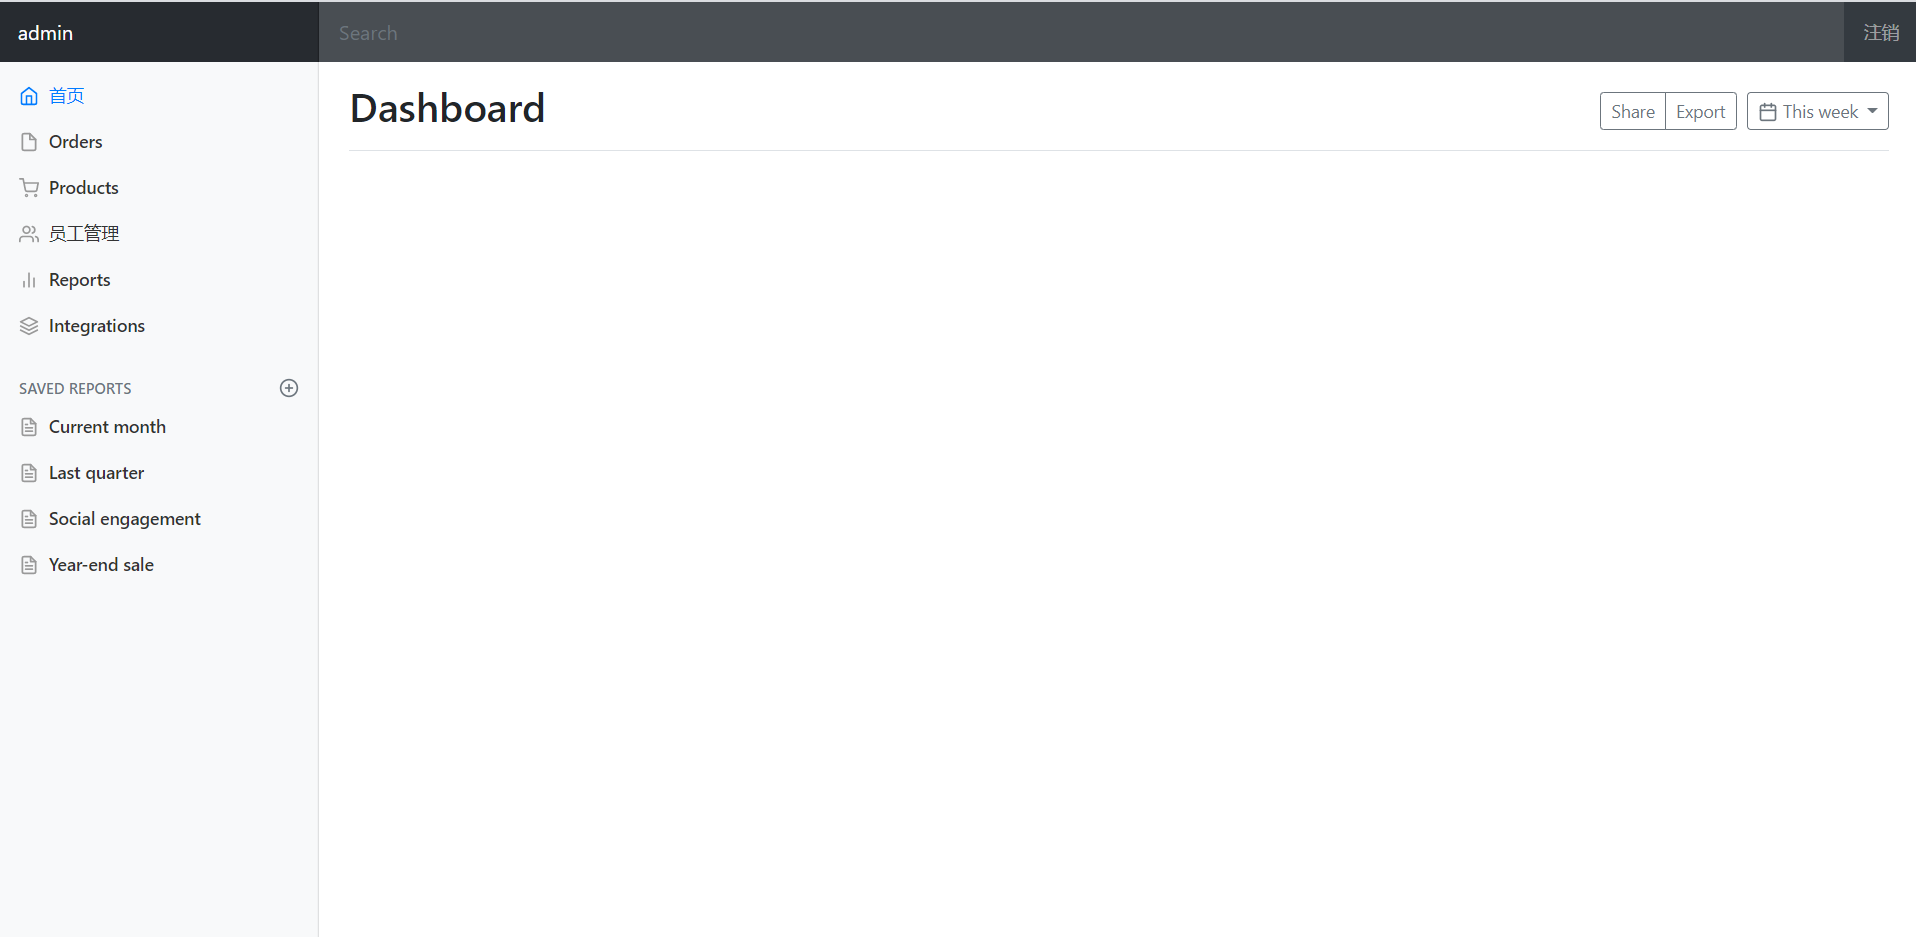 admin
Search
注销
首页
Orders
Products
员工管理
Reports
Integrations
SAVED REPORTS
Current month
Last quarter
Social engagement
Year-end sale
Dashboard
Share
Export
This week